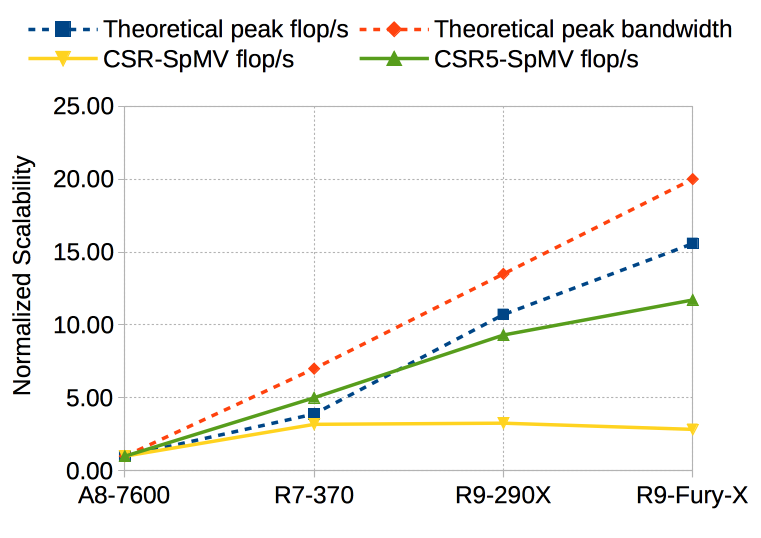 Theoretical peak flop/s Theoretical peak bandwidth
CSR-SpMV flop/s CSR5-SpMV flop/s
25.00
20.00
15.00
10.00
5.00
0.00
Normalized Scalability
A8-7600 R7-370 R9-290X R9-Fury-X